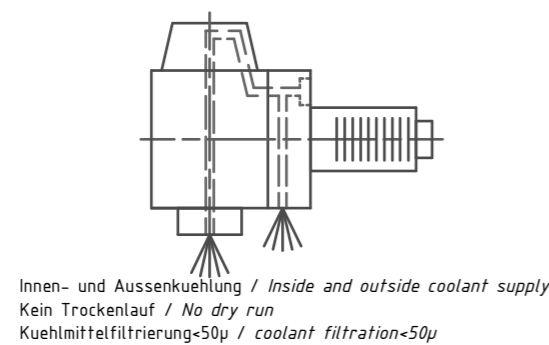 Innen- und Aussenkuehlung / Inside and outside coolant supply
Kein Trockenlauf / No dry run
Kuehlmittelfiltrierung<50µ / coolant filtration<50µ